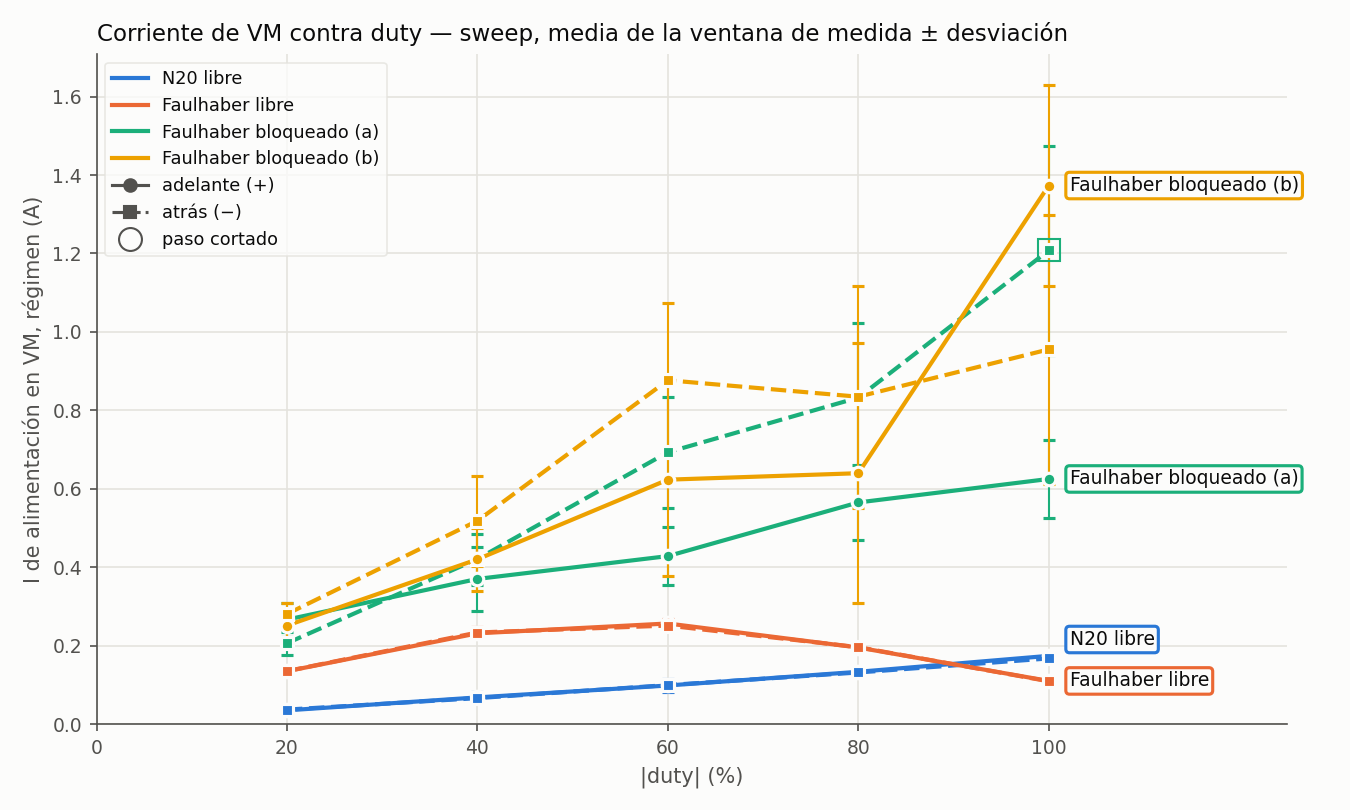 Corriente de VM contra duty — sweep, media de la ventana de medida ± desviación
N20 libre
Faulhaber libre
Faulhaber bloqueado (a)
Faulhaber bloqueado (b)
adelante (+)
atrás (−)
paso cortado
I de alimentación en VM, régimen (A)
1.6
1.4
1.2
1.0
0.8
0.6
0.4
0.2
0.0
Faulhaber bloqueado (b)
Faulhaber bloqueado (a)
N20 libre
Faulhaber libre
0 20 40 60 80 100
|duty| (%)